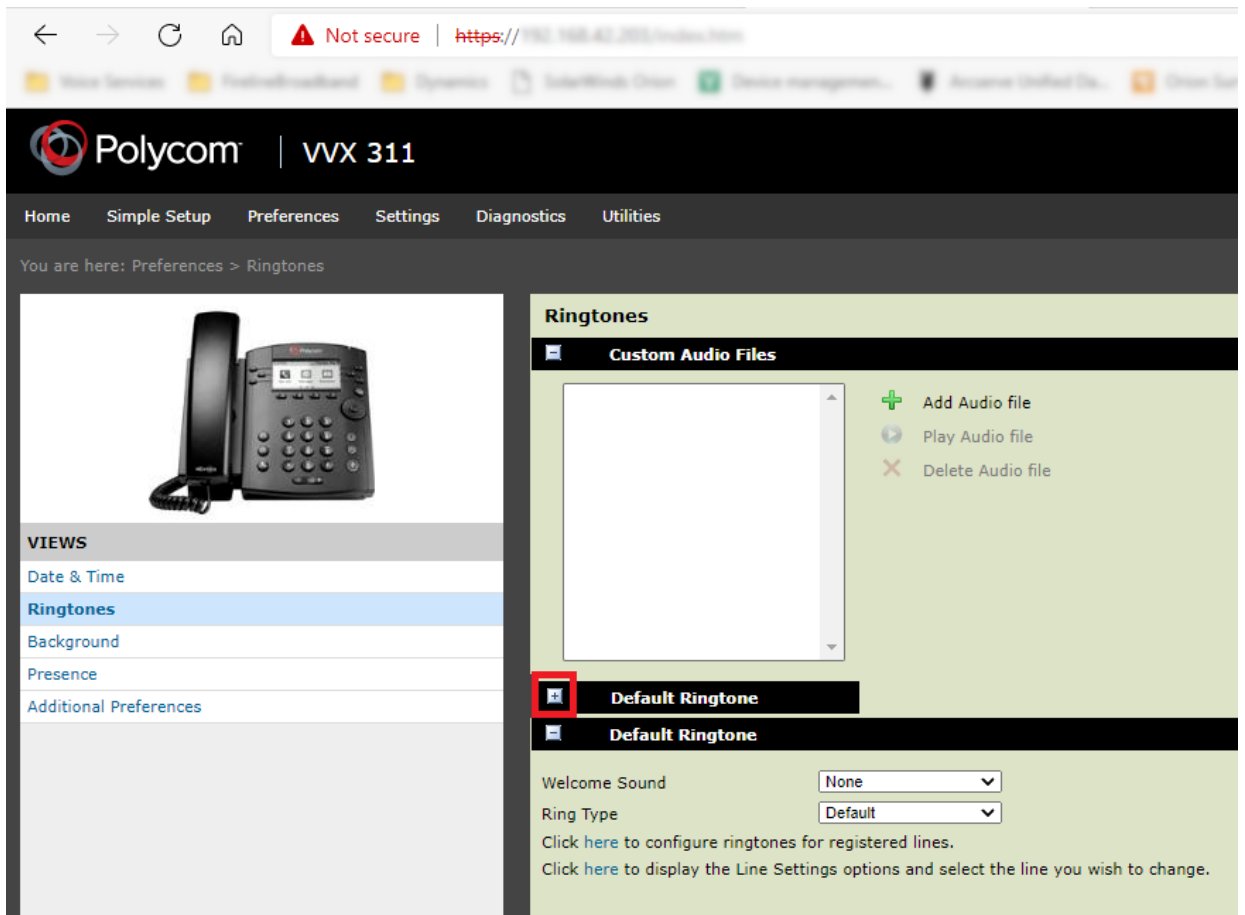 Not secure | https://
Polycom | VVX 311
Home Simple Setup Preferences Settings Diagnostics Utilities
You are here: Preferences > Ringtones
VIEWS
Date & Time
Ringtones
Background
Presence
Additional Preferences
Ringtones
Custom Audio Files
Add Audio file
Play Audio file
Delete Audio file
Default Ringtone
Default Ringtone
Welcome Sound None
Ring Type Default
Click here to configure ringtones for registered lines.
Click here to display the Line Settings options and select the line you wish to change.